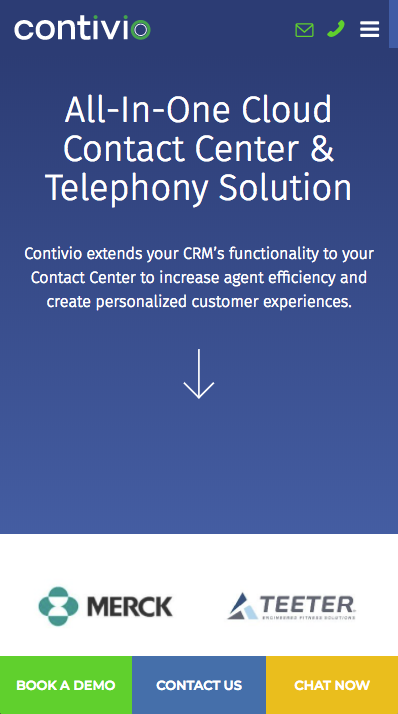 contivio
All-In-One Cloud
Contact Center &
Telephony Solution
Contivio extends your CRM’s functionality to your
Contact Center to increase agent efficiency and
create personalized customer experiences.
MERCK
TEETER
ENGINEERED FITNESS SOLUTIONS
BOOK A DEMO
CONTACT US
CHAT NOW